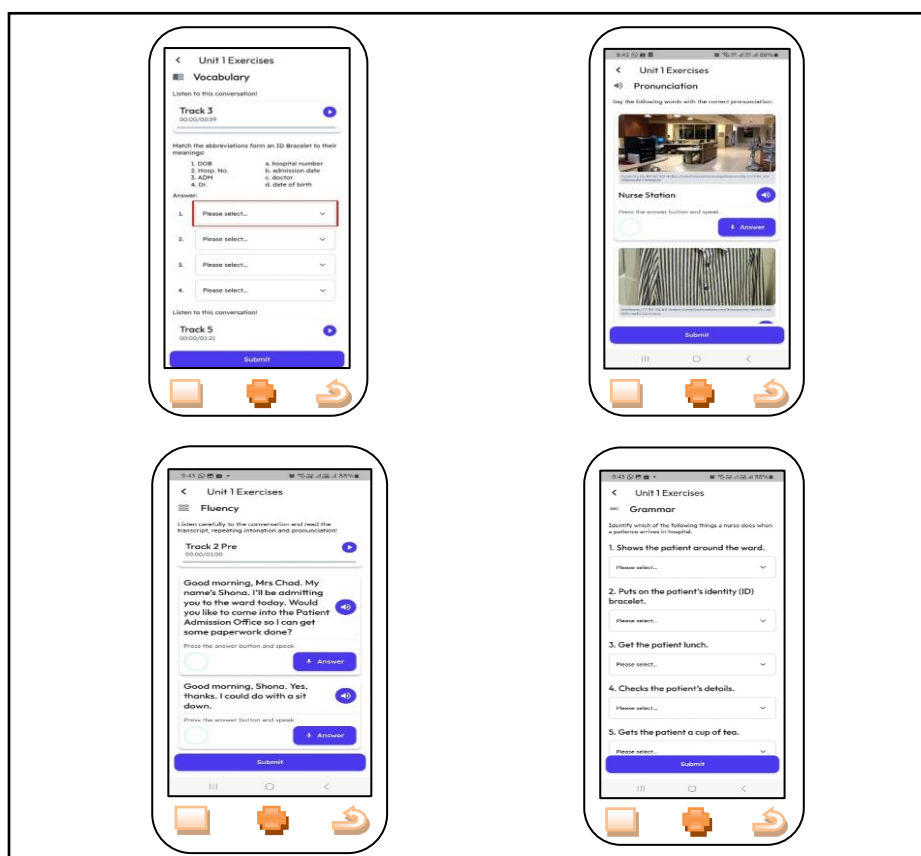 Unit 1 Exercises
Vocabulary
Listen to this conversation!
Track 3
00:00/00:39
Match the abbreviations form an ID Bracelet to their
meanings!
1. DOB a. hospital number
2. Hosp. No. b. admission date
3. ADM c. doctor
4. Dr. d. date of birth
Answer:
1. Please select...
2. Please select...
3. Please select...
4. Please select...
Listen to this conversation!
Track 5
00:00/01:21
Submit
Unit 1 Exercises
Pronunciation
Say the following words with the correct pronunciation:
Nurse Station
Press the answer button and speak
Answer
Submit
Unit 1 Exercises
Fluency
Listen carefully to the conversation and read the
transcript, repeating intonation and pronunciation!
Track 2 Pre
00:00/01:00
Good morning, Mrs Chad. My
name's Shona. I'll be admitting
you to the ward today. Would
you like to come into the Patient
Admission Office so I can get
some paperwork done?
Press the answer button and speak
Answer
Good morning, Shona. Yes,
thanks. I could do with a sit
down.
Press the answer button and speak
Answer
Submit
Unit 1 Exercises
Grammar
Identify which of the following things a nurse does when
a patience arrives in hospital.
1. Shows the patient around the ward.
Please select...
2. Puts on the patient's identity (ID)
bracelet.
Please select...
3. Get the patient lunch.
Please select...
4. Checks the patient's details.
Please select...
5. Gets the patient a cup of tea.
Please select...
Submit